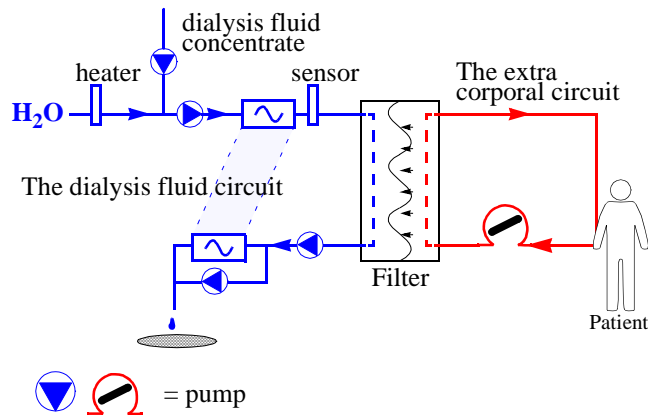 dialysis fluid
concentrate
heater
sensor
The extra
corporal circuit
H2O
The dialysis fluid circuit
Filter
Patient
= pump